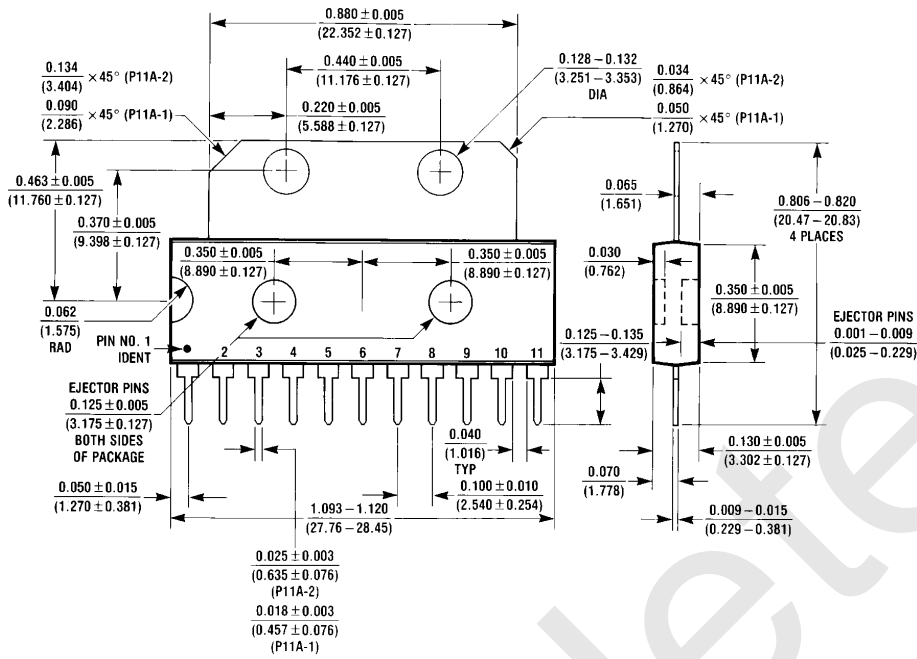 0.880 ± 0.005
(22.352 ± 0.127)
0.440 ± 0.005
(11.176 ± 0.127)
0.220 ± 0.005
(5.588 ± 0.127)
0.134
(3.404)
× 45° (P11A-2)
0.090
(2.286)
× 45° (P11A-1)
0.128 – 0.132
(3.251 – 3.353)
DIA
0.034
(0.864)
× 45° (P11A-2)
0.050
(1.270)
× 45° (P11A-1)
0.463 ± 0.005
(11.760 ± 0.127)
0.370 ± 0.005
(9.398 ± 0.127)
0.065
(1.651)
0.806 – 0.820
(20.47 – 20.83)
4 PLACES
0.350 ± 0.005
(8.890 ± 0.127)
0.350 ± 0.005
(8.890 ± 0.127)
0.030
(0.762)
0.350 ± 0.005
(8.890 ± 0.127)
0.062
(1.575)
RAD
PIN NO. 1
IDENT
2 3 4 5 6 7 8 9 10 11
0.125 – 0.135
(3.175 – 3.429)
EJECTOR PINS
0.001 – 0.009
(0.025 – 0.229)
EJECTOR PINS
0.125 ± 0.005
(3.175 ± 0.127)
BOTH SIDES
OF PACKAGE
0.040
(1.016)
TYP
0.130 ± 0.005
(3.302 ± 0.127)
0.070
(1.778)
0.050 ± 0.015
(1.270 ± 0.381)
0.100 ± 0.010
(2.540 ± 0.254)
1.093 – 1.120
(27.76 – 28.45)
0.009 – 0.015
(0.229 – 0.381)
0.025 ± 0.003
(0.635 ± 0.076)
(P11A-2)
0.018 ± 0.003
(0.457 ± 0.076)
(P11A-1)
lete